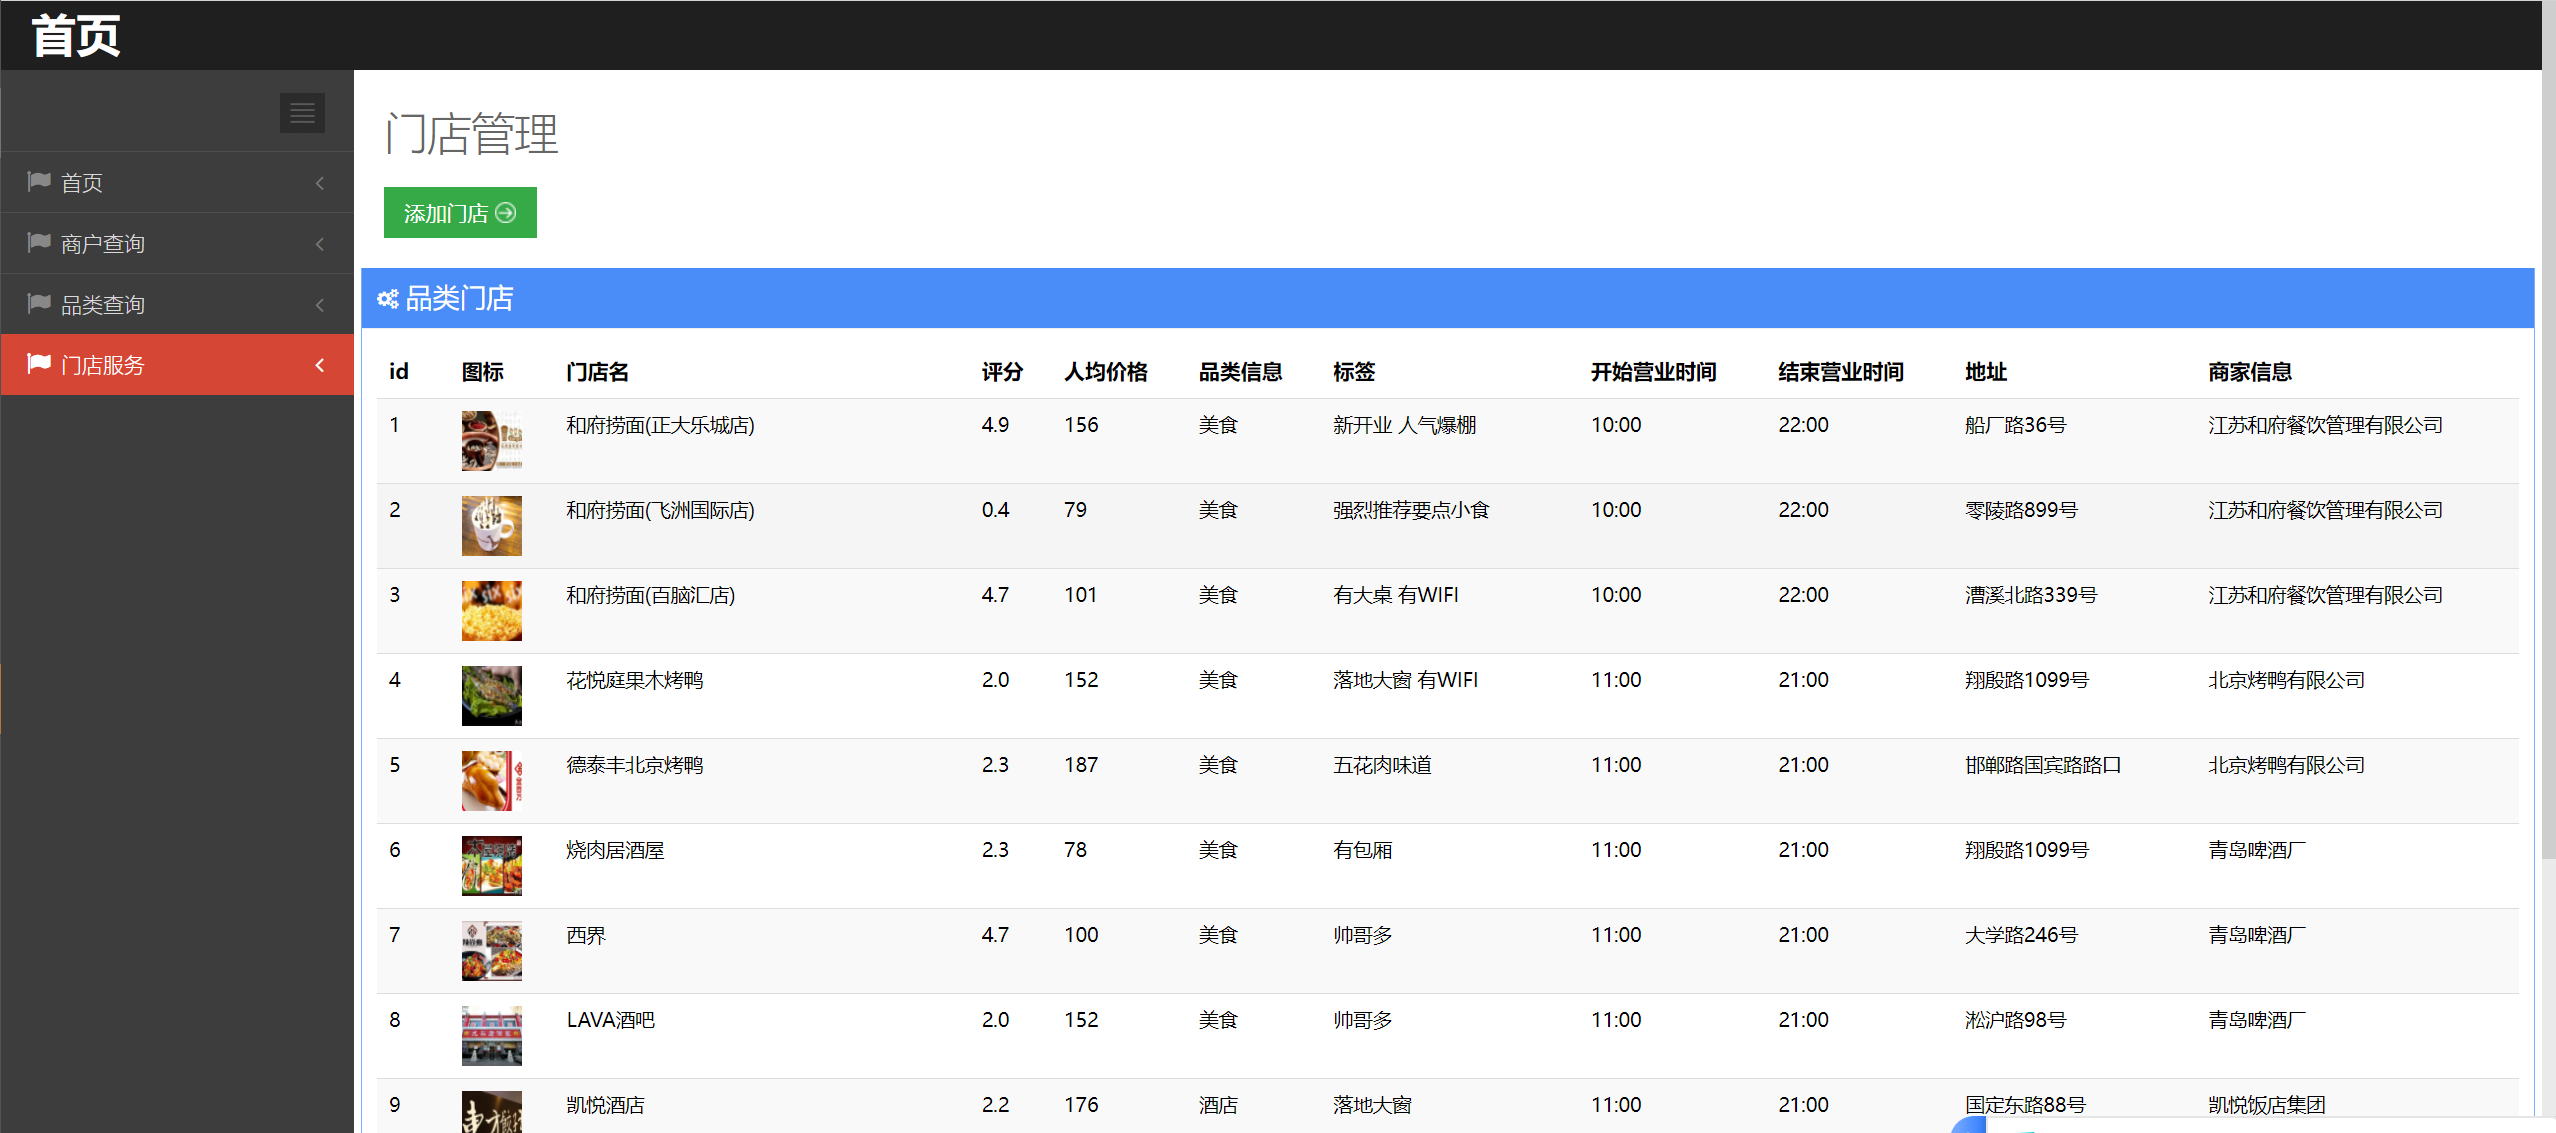 首页
首页
商户查询
品类查询
门店服务
门店管理
添加门店
品类门店
id 图标 门店名 评分 人均价格 品类信息 标签 开始营业时间 结束营业时间 地址 商家信息
1 和府捞面(正大乐城店) 4.9 156 美食 新开业 人气爆棚 10:00 22:00 船厂路36号 江苏和府餐饮管理有限公司
2 和府捞面(飞洲国际店) 0.4 79 美食 强烈推荐要点小食 10:00 22:00 零陵路899号 江苏和府餐饮管理有限公司
3 和府捞面(百脑汇店) 4.7 101 美食 有大桌 有WIFI 10:00 22:00 漕溪北路339号 江苏和府餐饮管理有限公司
4 花悦庭果木烤鸭 2.0 152 美食 落地大窗 有WIFI 11:00 21:00 翔殷路1099号 北京烤鸭有限公司
5 德泰丰北京烤鸭 2.3 187 美食 五花肉味道 11:00 21:00 邯郸路国宾路路口 北京烤鸭有限公司
6 烧肉居酒屋 2.3 78 美食 有包厢 11:00 21:00 翔殷路1099号 青岛啤酒厂
7 西界 4.7 100 美食 帅哥多 11:00 21:00 大学路246号 青岛啤酒厂
8 LAVA酒吧 2.0 152 美食 帅哥多 11:00 21:00 淞沪路98号 青岛啤酒厂
9 凯悦酒店 2.2 176 酒店 落地大窗 11:00 21:00 国定东路88号 凯悦饭店集团